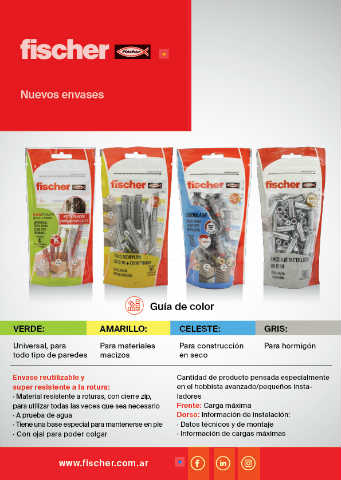 fischer
Nuevos envases
fischer
fischer
fischer
fischer
Guía de color
VERDE:
Universal, para
todo tipo de paredes
AMARILLO:
Para materiales
macizos
CELESTE:
Para construcción
en seco
GRIS:
Para hormigón
Envase reutilizable y
super resistente a la rotura:
· Material resistente a roturas, con cierre zip,
para utilizar todas las veces que sea necesario
· A prueba de agua
· Tiene una base especial para mantenerse en pie
· Con ojal para poder colgar
Cantidad de producto pensada especialmente
en el hobbista avanzado/pequeños insta-
ladores
Frente: Carga máxima
Dorso: Información de instalación:
· Datos técnicos y de montaje
· Información de cargas máximas
www.fischer.com.ar